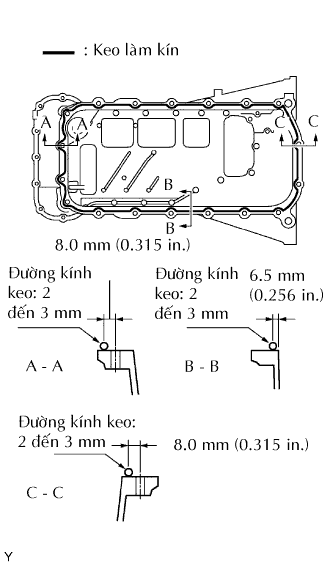 : Keo làm kín
A A C C
B
B
8.0 mm (0.315 in.)
Đường kính
keo: 2
đến 3 mm
A - A
Đường kính
keo: 2
đến 3 mm
6.5 mm
(0.256 in.)
B - B
Đường kính keo:
2 đến 3 mm
8.0 mm (0.315 in.)
C - C
Y